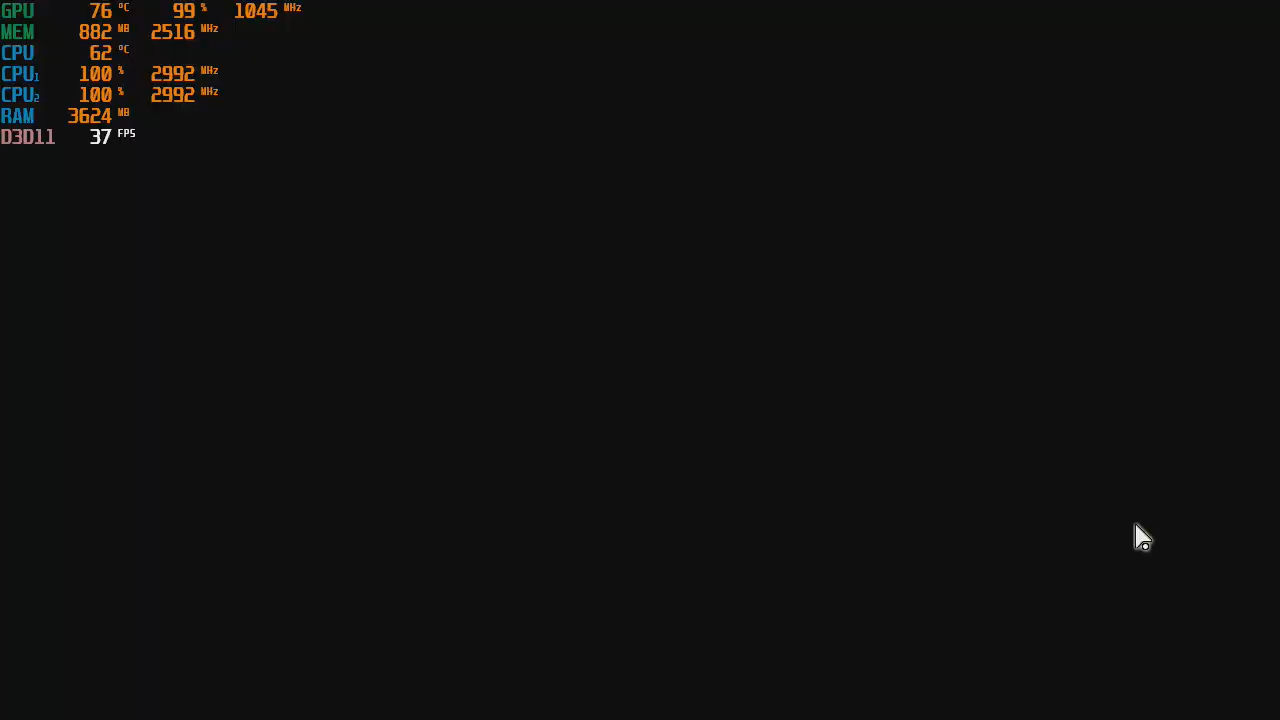 GPU 76 °C 99 % 1045 MHz
MEM 882 MB 2516 MHz
CPU 62 °C
CPU1 100 % 2992 MHz
CPU2 100 % 2992 MHz
RAM 3624 MB
D3D11 37 FPS